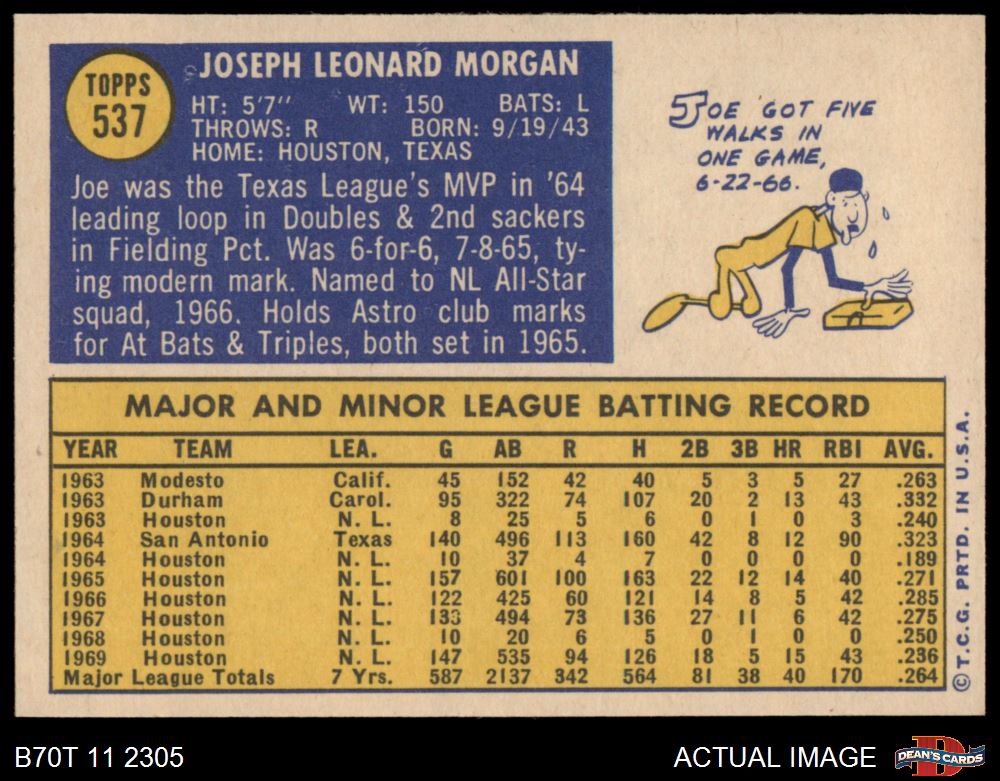 TOPPS
537
JOSEPH LEONARD MORGAN
HT: 5'7" WT: 150 BATS: L
THROWS: R BORN: 9/19/43
HOME: HOUSTON, TEXAS
Joe was the Texas League's MVP in '64
leading loop in Doubles & 2nd sackers
in Fielding Pct. Was 6-for-6, 7-8-65, ty-
ing modern mark. Named to NL All-Star
squad, 1966. Holds Astro club marks
for At Bats & Triples, both set in 1965.
JOE GOT FIVE
WALKS IN
ONE GAME,
6-22-66.
MAJOR AND MINOR LEAGUE BATTING RECORD
YEAR TEAM LEA. G AB R H 2B 3B HR RBI AVG.
1963 Modesto Calif. 45 152 42 40 5 3 5 27 .263
1963 Durham Carol. 95 322 74 107 20 2 13 43 .332
1963 Houston N. L. 8 25 5 6 0 1 0 3 .240
1964 San Antonio Texas 140 496 113 160 42 8 12 90 .323
1964 Houston N. L. 10 37 4 7 0 0 0 0 .189
1965 Houston N. L. 157 601 100 163 22 12 14 40 .271
1966 Houston N. L. 122 425 60 121 14 8 5 42 .285
1967 Houston N. L. 133 494 73 136 27 11 6 42 .275
1968 Houston N. L. 10 20 6 5 0 1 0 0 .250
1969 Houston N. L. 147 535 94 126 18 5 15 43 .236
Major League Totals 7 Yrs. 587 2137 342 564 81 38 40 170 .264
©T.C.G. PRTD. IN U.S.A.
B70T 11 2305
ACTUAL IMAGE
D
DEAN'S CARDS